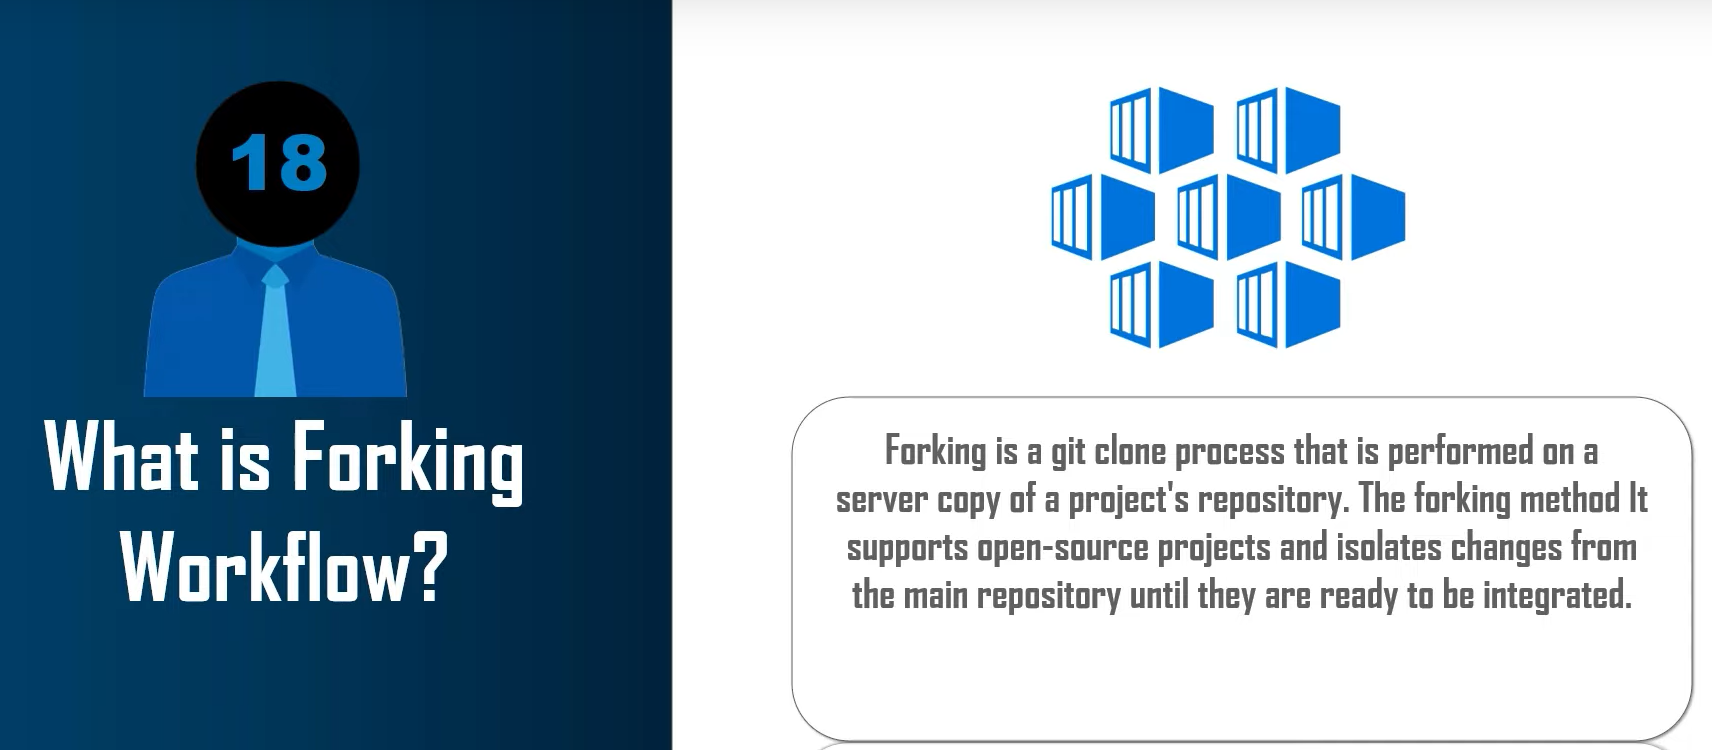 18
What is Forking
Workflow?
Forking is a git clone process that is performed on a
server copy of a project's repository. The forking method It
supports open-source projects and isolates changes from
the main repository until they are ready to be integrated.